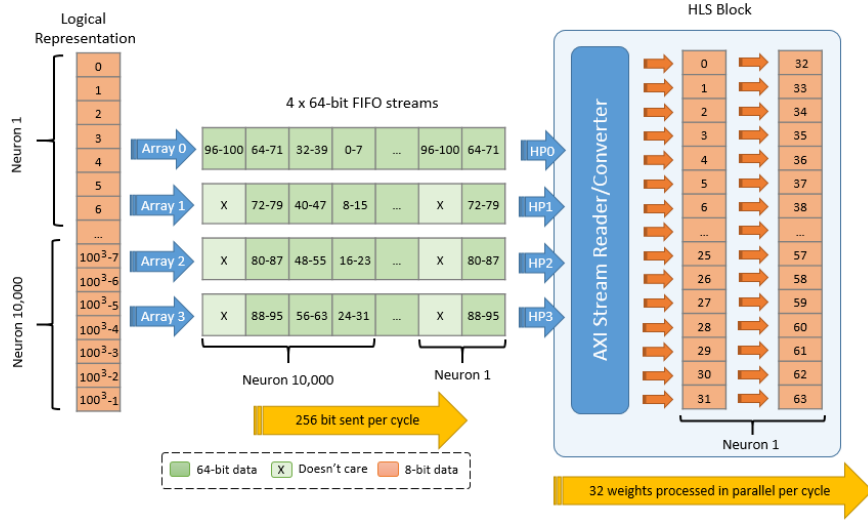 Logical
Representation
HLS Block
4 x 64-bit FIFO streams
Neuron 1
Neuron 10,000
0
1
2
3
4
5
6
...
100³-7
100³-6
100³-5
100³-4
100³-3
100³-2
100³-1
Array 0
96-100 64-71 32-39 0-7 ... 96-100 64-71
HP0
Array 1
X 72-79 40-47 8-15 ... X 72-79
HP1
Array 2
X 80-87 48-55 16-23 ... X 80-87
HP2
Array 3
X 88-95 56-63 24-31 ... X 88-95
HP3
Neuron 10,000
Neuron 1
256 bit sent per cycle
AXI Stream Reader/Converter
0 32
1 33
2 34
3 35
4 36
5 37
6 38
... ...
25 57
26 58
27 59
28 60
29 61
30 62
31 63
Neuron 1
64-bit data X Doesn't care 8-bit data
32 weights processed in parallel per cycle